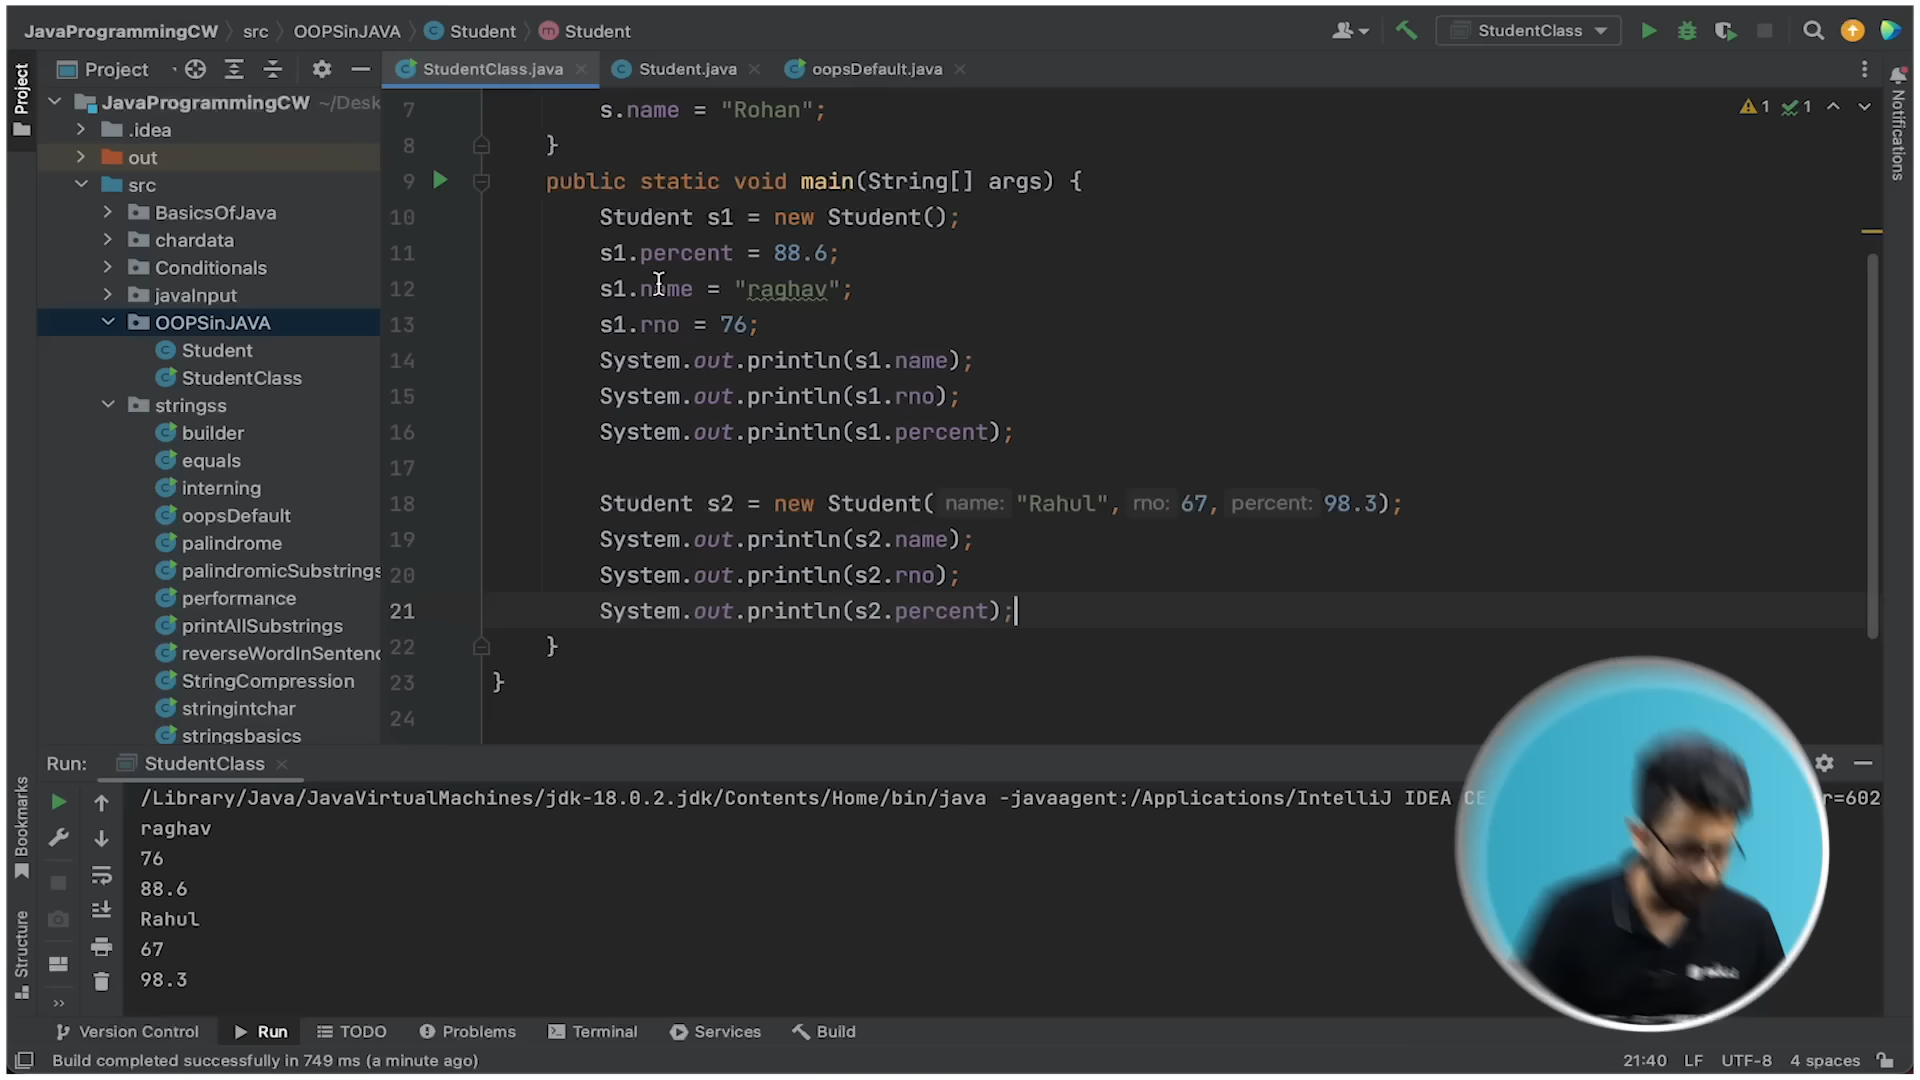 JavaProgrammingCW src OOPSinJAVA Student Student StudentClass
Project StudentClass.java Student.java oopsDefault.java
Project
Notifications
JavaProgrammingCW ~/Desk
.idea
out
src
BasicsOfJava
chardata
Conditionals
javaInput
OOPSinJAVA
Student
StudentClass
stringss
builder
equals
interning
oopsDefault
palindrome
palindromicSubstrings
performance
printAllSubstrings
reverseWordInSentenc
StringCompression
stringintchar
stringsbasics
1 1
7 s.name = "Rohan";
8 }
9 public static void main(String[] args) {
10 Student s1 = new Student();
11 s1.percent = 88.6;
12 s1.name = "raghav";
13 s1.rno = 76;
14 System.out.println(s1.name);
15 System.out.println(s1.rno);
16 System.out.println(s1.percent);
17
18 Student s2 = new Student( name: "Rahul", rno: 67, percent: 98.3);
19 System.out.println(s2.name);
20 System.out.println(s2.rno);
21 System.out.println(s2.percent);
22 }
23 }
24
Run: StudentClass
/Library/Java/JavaVirtualMachines/jdk-18.0.2.jdk/Contents/Home/bin/java -javaagent:/Applications/IntelliJ IDEA CE r=602
raghav
76
88.6
Rahul
67
98.3
Bookmarks
Structure
Version Control Run TODO Problems Terminal Services Build
Build completed successfully in 749 ms (a minute ago) 21:40 LF UTF-8 4 spaces